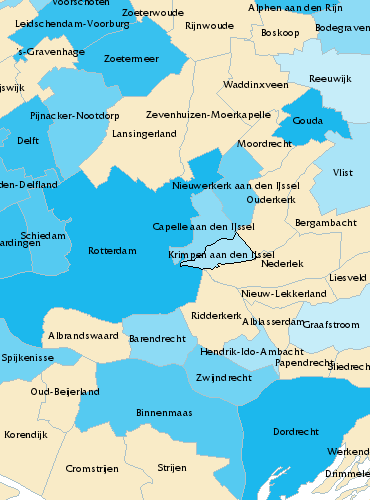 Voorschoten
Alphen aan den Rijn
Zoeterwoude
Leidschendam-Voorburg
Rijnwoude
Boskoop
Bodegraven
's-Gravenhage
Zoetermeer
Reeuwijk
Waddinxveen
jswijk
Pijnacker-Nootdorp
Zevenhuizen-Moerkapelle
Gouda
Lansingerland
Delft
Moordrecht
Vlist
den-Delfland
Nieuwerkerk aan den IJssel
Ouderkerk
Bergambacht
Capelle aan den IJssel
Schiedam
ardingen
Rotterdam
Krimpen aan den IJssel
Nederlek
Liesveld
Nieuw-Lekkerland
Ridderkerk
Alblasserdam
Graafstroom
Albrandswaard
Barendrecht
Hendrik-Ido-Ambacht
Spijkenisse
Papendrecht
Sliedrech
Zwijndrecht
Oud-Beijerland
Binnenmaas
Korendijk
Dordrecht
Werkend
Cromstrijen
Strijen
Drimmele